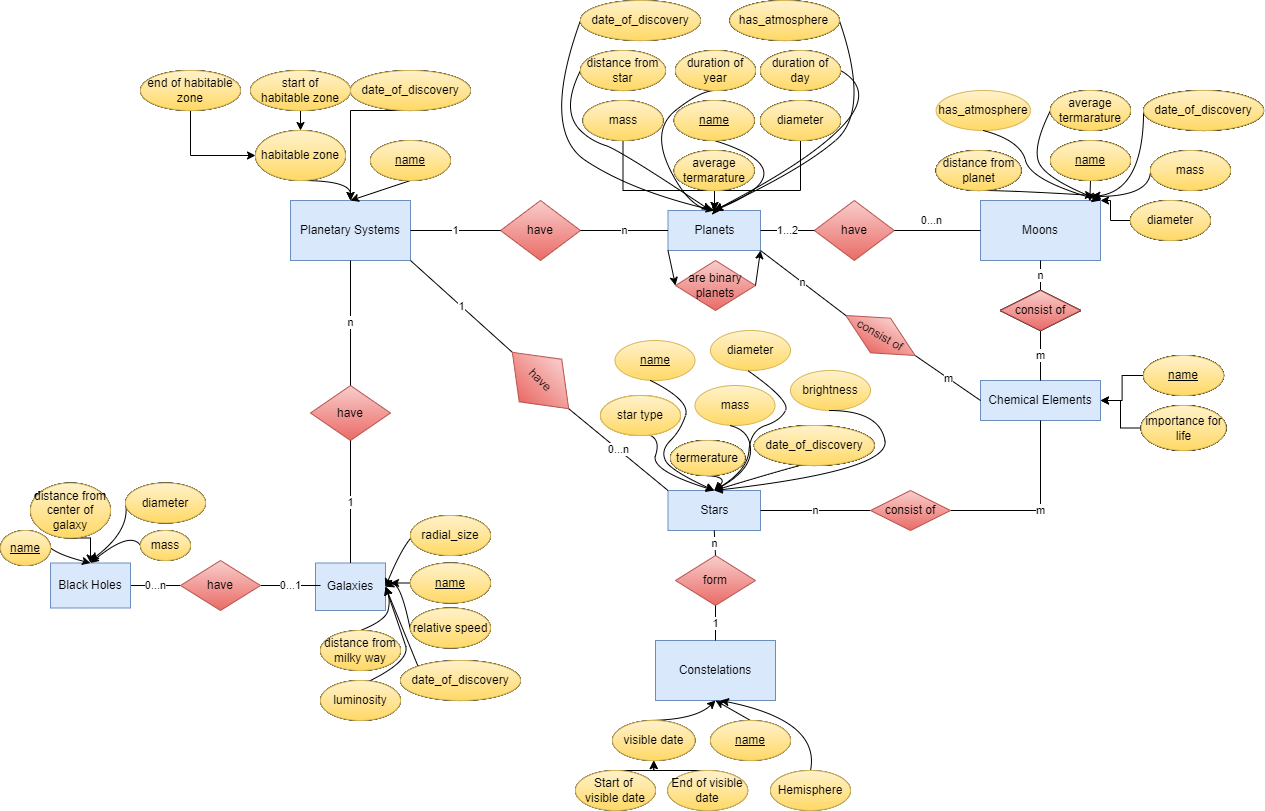 date_of_discovery
has_atmosphere
distance from
star
duration of
year
duration of
day
mass
name
diameter
average
termarature
end of habitable
zone
start of
habitable zone
date_of_discovery
habitable zone
name
has_atmosphere
average
termarature
date_of_discovery
distance from
planet
name
mass
diameter
Planetary Systems
1
have
n
Planets
1...2
have
0...n
Moons
are binary
planets
n
consist of
m
n
consist of
m
Chemical Elements
name
importance for
life
n
have
1
1
have
0...n
name
diameter
brightness
star type
mass
termerature
date_of_discovery
Stars
n
consist of
m
n
form
1
Constelations
visible date
name
Start of
visible date
End of visible
date
Hemisphere
distance from
center of
galaxy
diameter
name
mass
Black Holes
0...n
have
0...1
Galaxies
radial_size
name
relative speed
distance from
milky way
date_of_discovery
luminosity